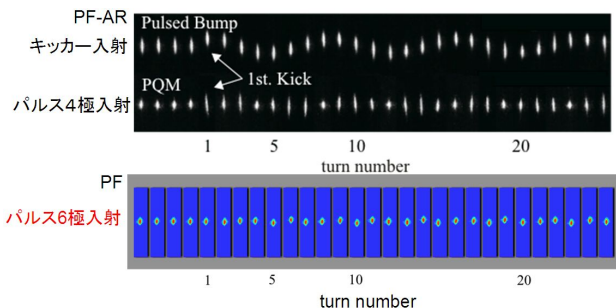 PF-AR
キッカー入射
Pulsed Bump
1st. Kick
PQM
パルス4極入射
1 5 10 20
turn number
PF
パルス6極入射
1 5 10 20
turn number